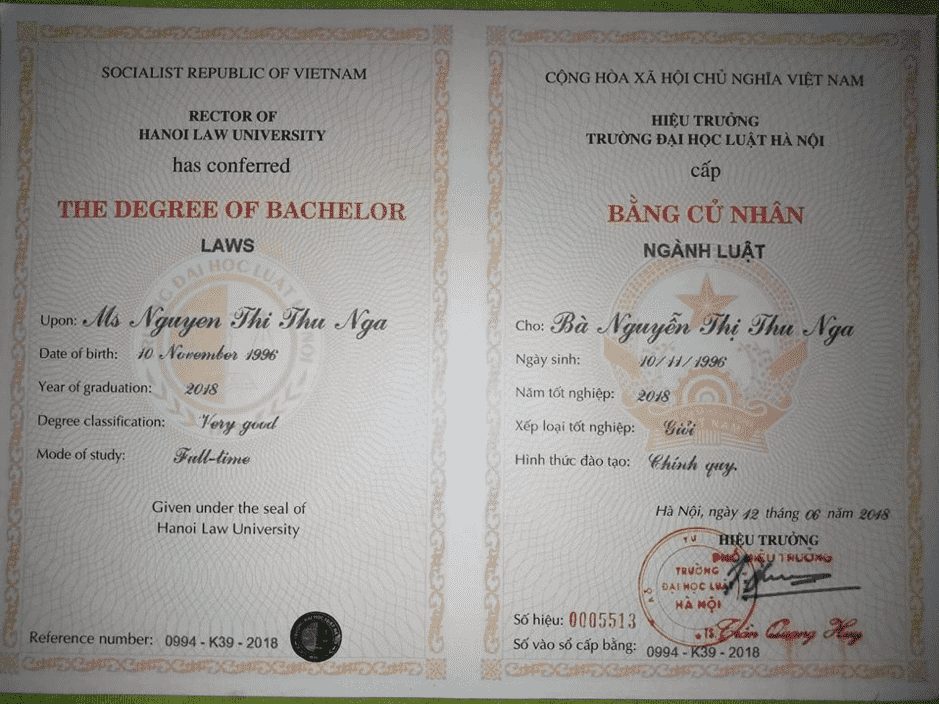 SOCIALIST REPUBLIC OF VIETNAM
RECTOR OF
HANOI LAW UNIVERSITY
has conferred
THE DEGREE OF BACHELOR
LAWS
Upon: Ms Nguyen Thi Thu Nga
Date of birth: 10 November 1996
Year of graduation: 2018
Degree classification: Very good
Mode of study: Full-time
Given under the seal of
Hanoi Law University
Reference number: 0994 - K39 - 2018
CỘNG HÒA XÃ HỘI CHỦ NGHĨA VIỆT NAM
HIỆU TRƯỞNG
TRƯỜNG ĐẠI HỌC LUẬT HÀ NỘI
cấp
BẰNG CỬ NHÂN
NGÀNH LUẬT
Cho: Bà Nguyễn Thị Thu Nga
Ngày sinh: 10/11/1996
Năm tốt nghiệp: 2018
Xếp loại tốt nghiệp: Giỏi
Hình thức đào tạo: Chính quy.
Hà Nội, ngày 12 tháng 06 năm 2018
HIỆU TRƯỞNG
PHÓ HIỆU TRƯỞNG
TRƯỜNG
ĐẠI HỌC LUẬT
HÀ NỘI
TS. Trần Quang Huy
Số hiệu: 0005513
Số vào sổ cấp bằng: 0994 - K39 - 2018